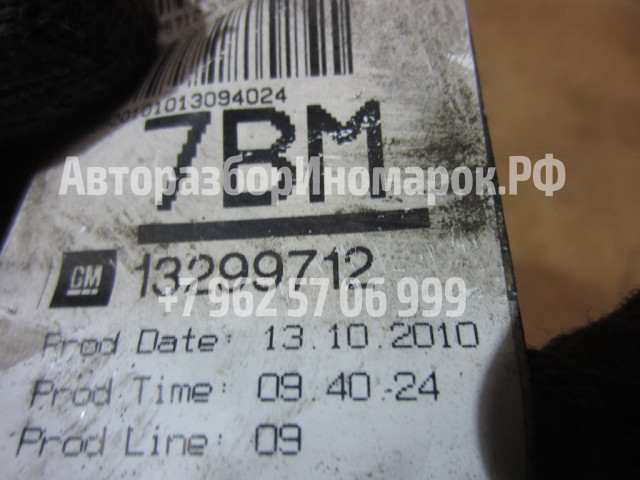 0101013094024
7BM
АвторазборИномарок.РФ
GM 13299712
+7 962 57 06 999
Prod Date: 13.10.2010
Prod Time: 09.40.24
Prod Line: 09